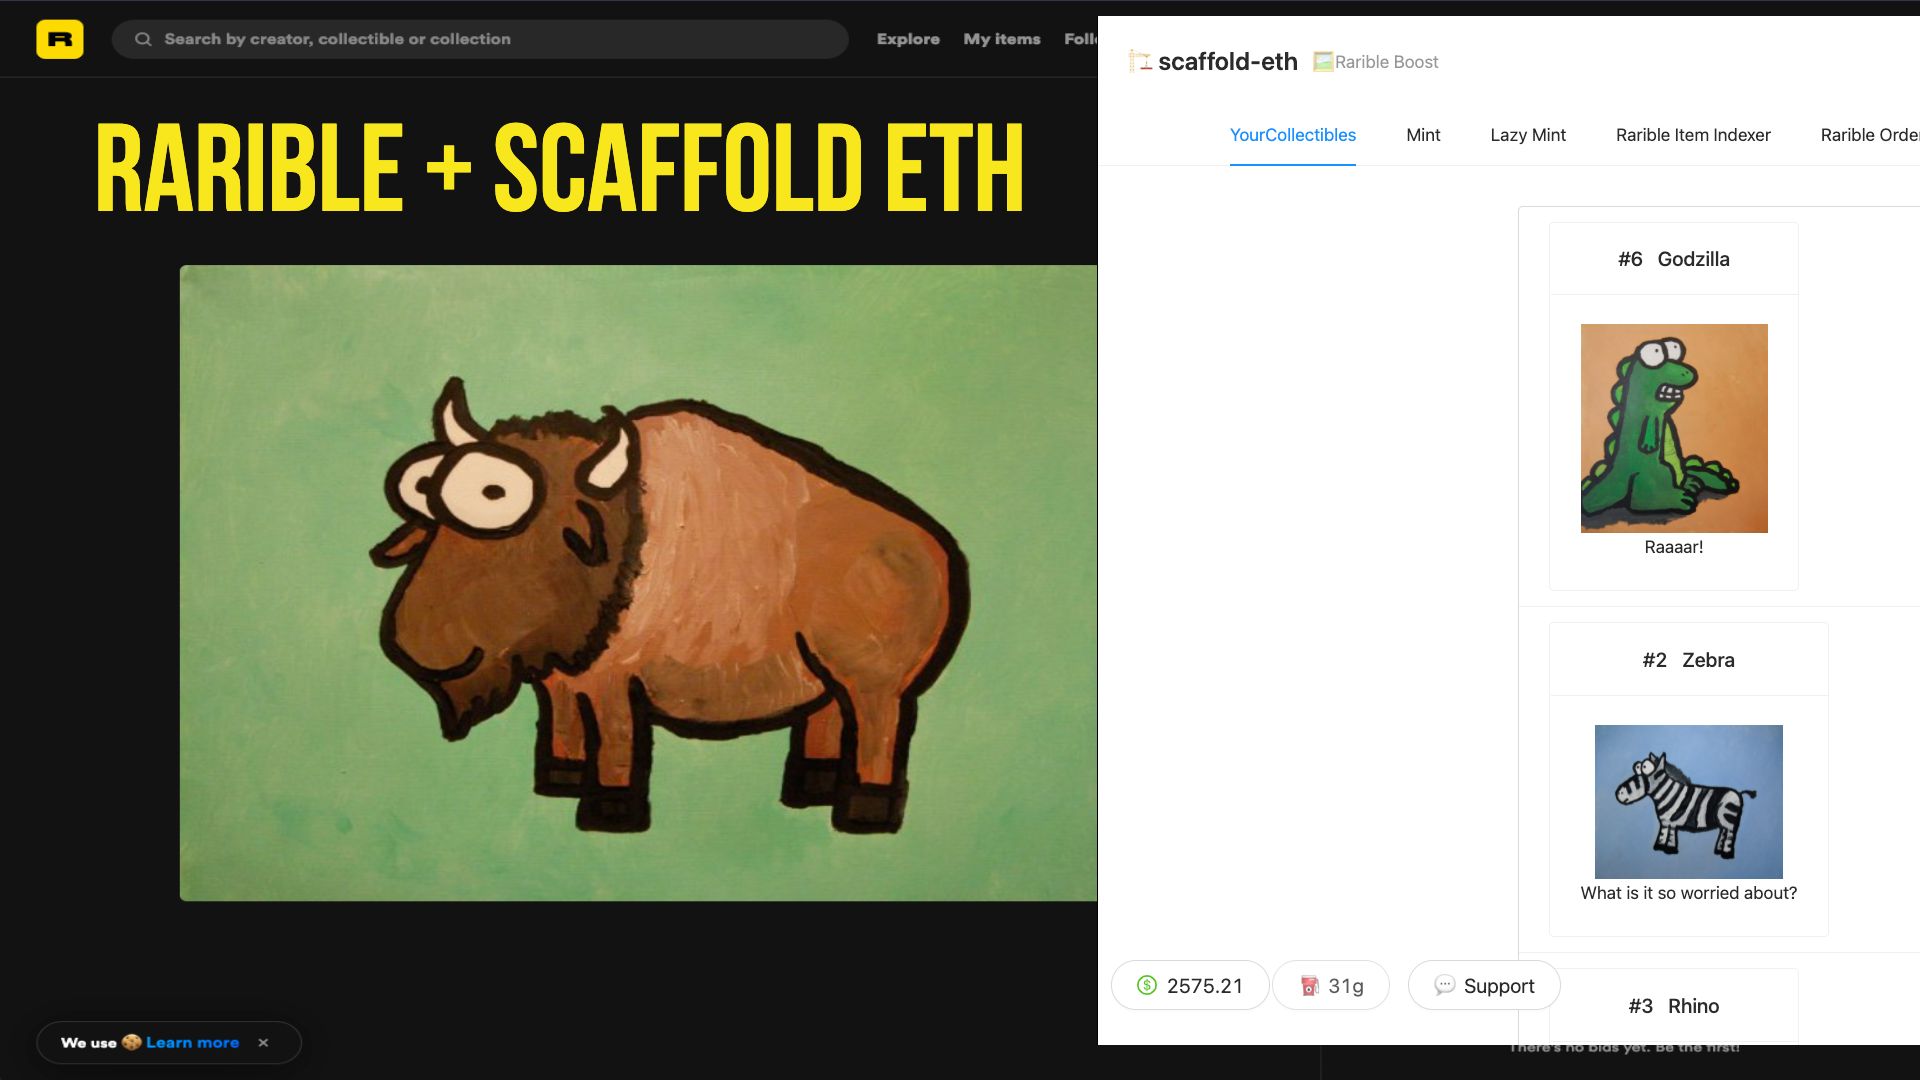 R
Search by creator, collectible or collection
Explore
My items
Foll
RARIBLE + SCAFFOLD ETH
scaffold-eth
Rarible Boost
YourCollectibles
Mint
Lazy Mint
Rarible Item Indexer
Rarible Order
#6 Godzilla
Raaaar!
#2 Zebra
What is it so worried about?
#3 Rhino
2575.21
31g
Support
We use Learn more ×
There's no bids yet. Be the first!